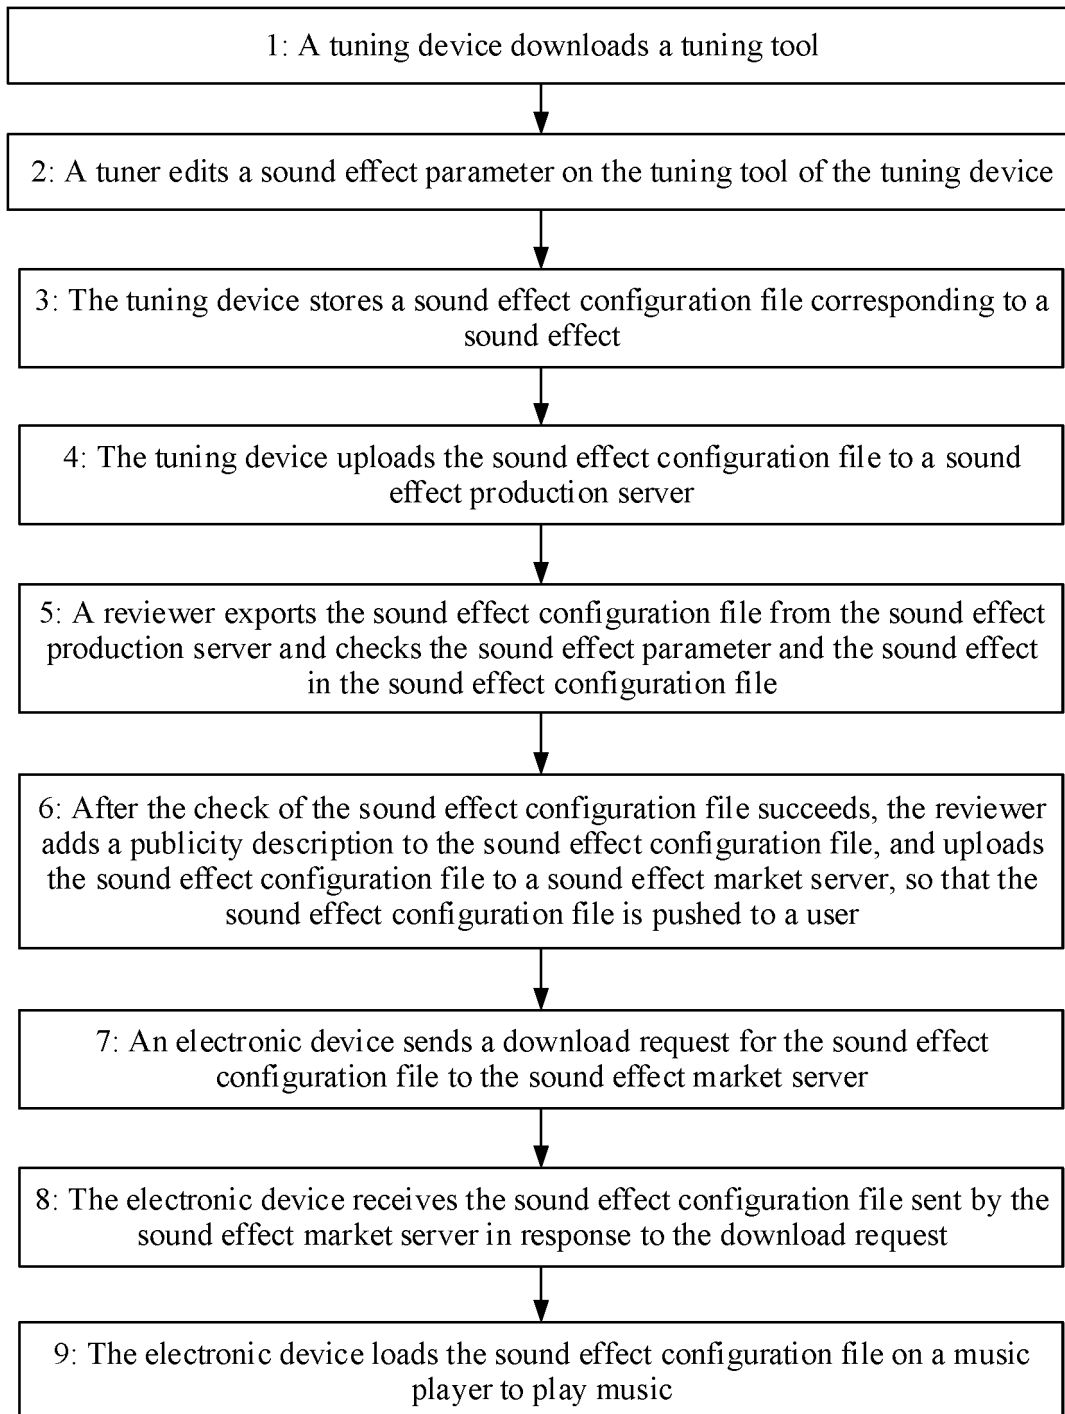 1: A tuning device downloads a tuning tool
2: A tuner edits a sound effect parameter on the tuning tool of the tuning device
3: The tuning device stores a sound effect configuration file corresponding to a
sound effect
4: The tuning device uploads the sound effect configuration file to a sound
effect production server
5: A reviewer exports the sound effect configuration file from the sound effect
production server and checks the sound effect parameter and the sound effect
in the sound effect configuration file
6: After the check of the sound effect configuration file succeeds, the reviewer
adds a publicity description to the sound effect configuration file, and uploads
the sound effect configuration file to a sound effect market server, so that the
sound effect configuration file is pushed to a user
7: An electronic device sends a download request for the sound effect
configuration file to the sound effect market server
8: The electronic device receives the sound effect configuration file sent by the
sound effect market server in response to the download request
9: The electronic device loads the sound effect configuration file on a music
player to play music